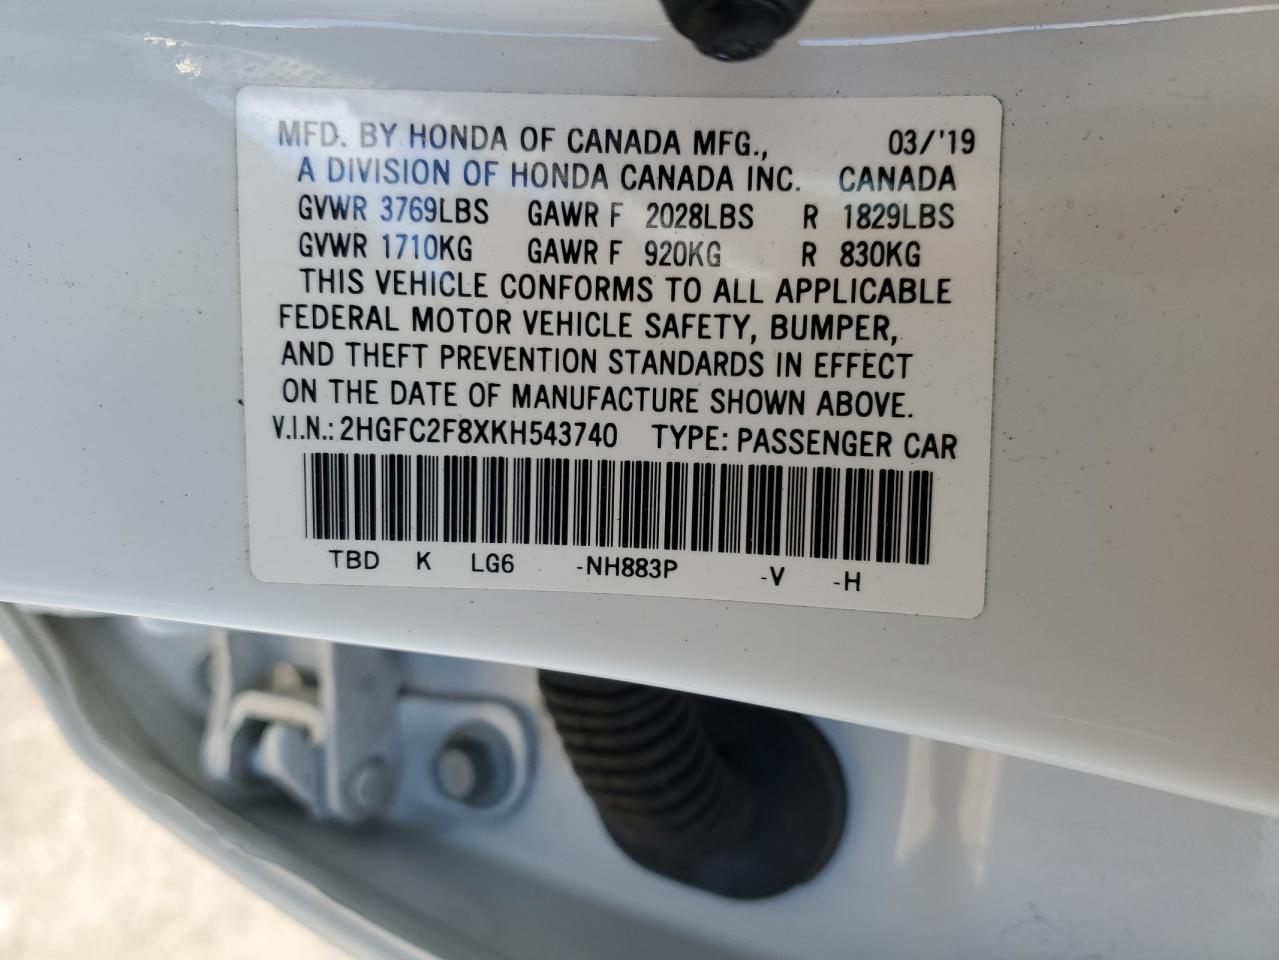 MFD. BY HONDA OF CANADA MFG., 03/'19
A DIVISION OF HONDA CANADA INC. CANADA
GVWR 3769LBS GAWR F 2028LBS R 1829LBS
GVWR 1710KG GAWR F 920KG R 830KG
THIS VEHICLE CONFORMS TO ALL APPLICABLE
FEDERAL MOTOR VEHICLE SAFETY, BUMPER,
AND THEFT PREVENTION STANDARDS IN EFFECT
ON THE DATE OF MANUFACTURE SHOWN ABOVE.
V.I.N.: 2HGFC2F8XKH543740 TYPE: PASSENGER CAR
TBD K LG6 -NH883P -V -H